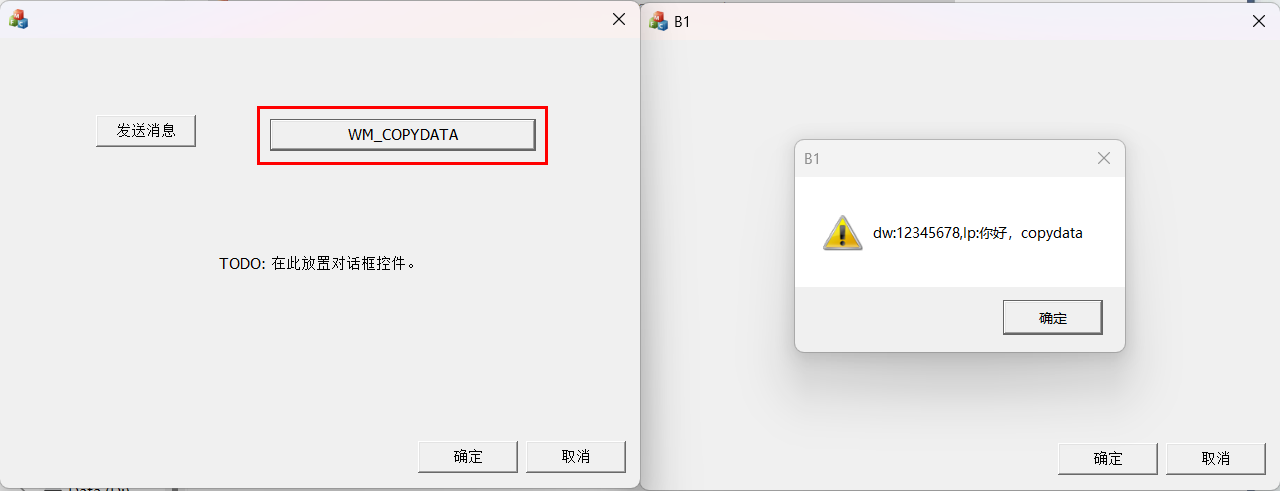 B1
发送消息
WM_COPYDATA
TODO: 在此放置对话框控件。
确定
取消
B1
dw:12345678,lp:你好，copydata
确定
确定
取消